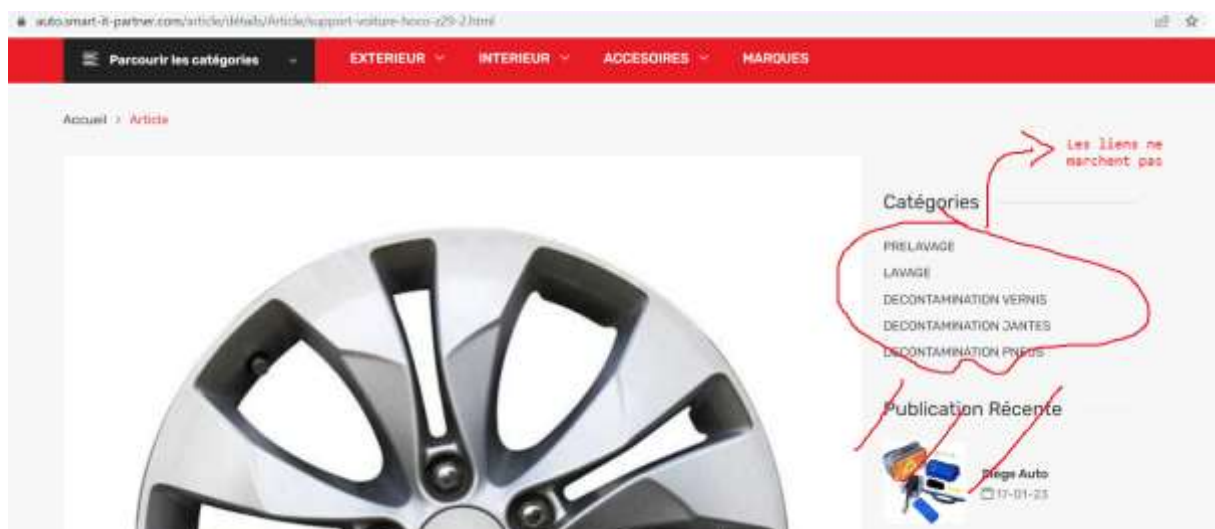 auto.smart-it-partner.com/article/détails/Article/support-voiture-hoco-z29-2.html
Parcourir les catégories
EXTERIEUR
INTERIEUR
ACCESOIRES
MARQUES
Accueil > Article
Les liens ne
marchent pas
Catégories
PRELAVAGE
LAVAGE
DECONTAMINATION VERNIS
DECONTAMINATION JANTES
DECONTAMINATION PNEUS
Publication Récente
Siège Auto
17-01-23